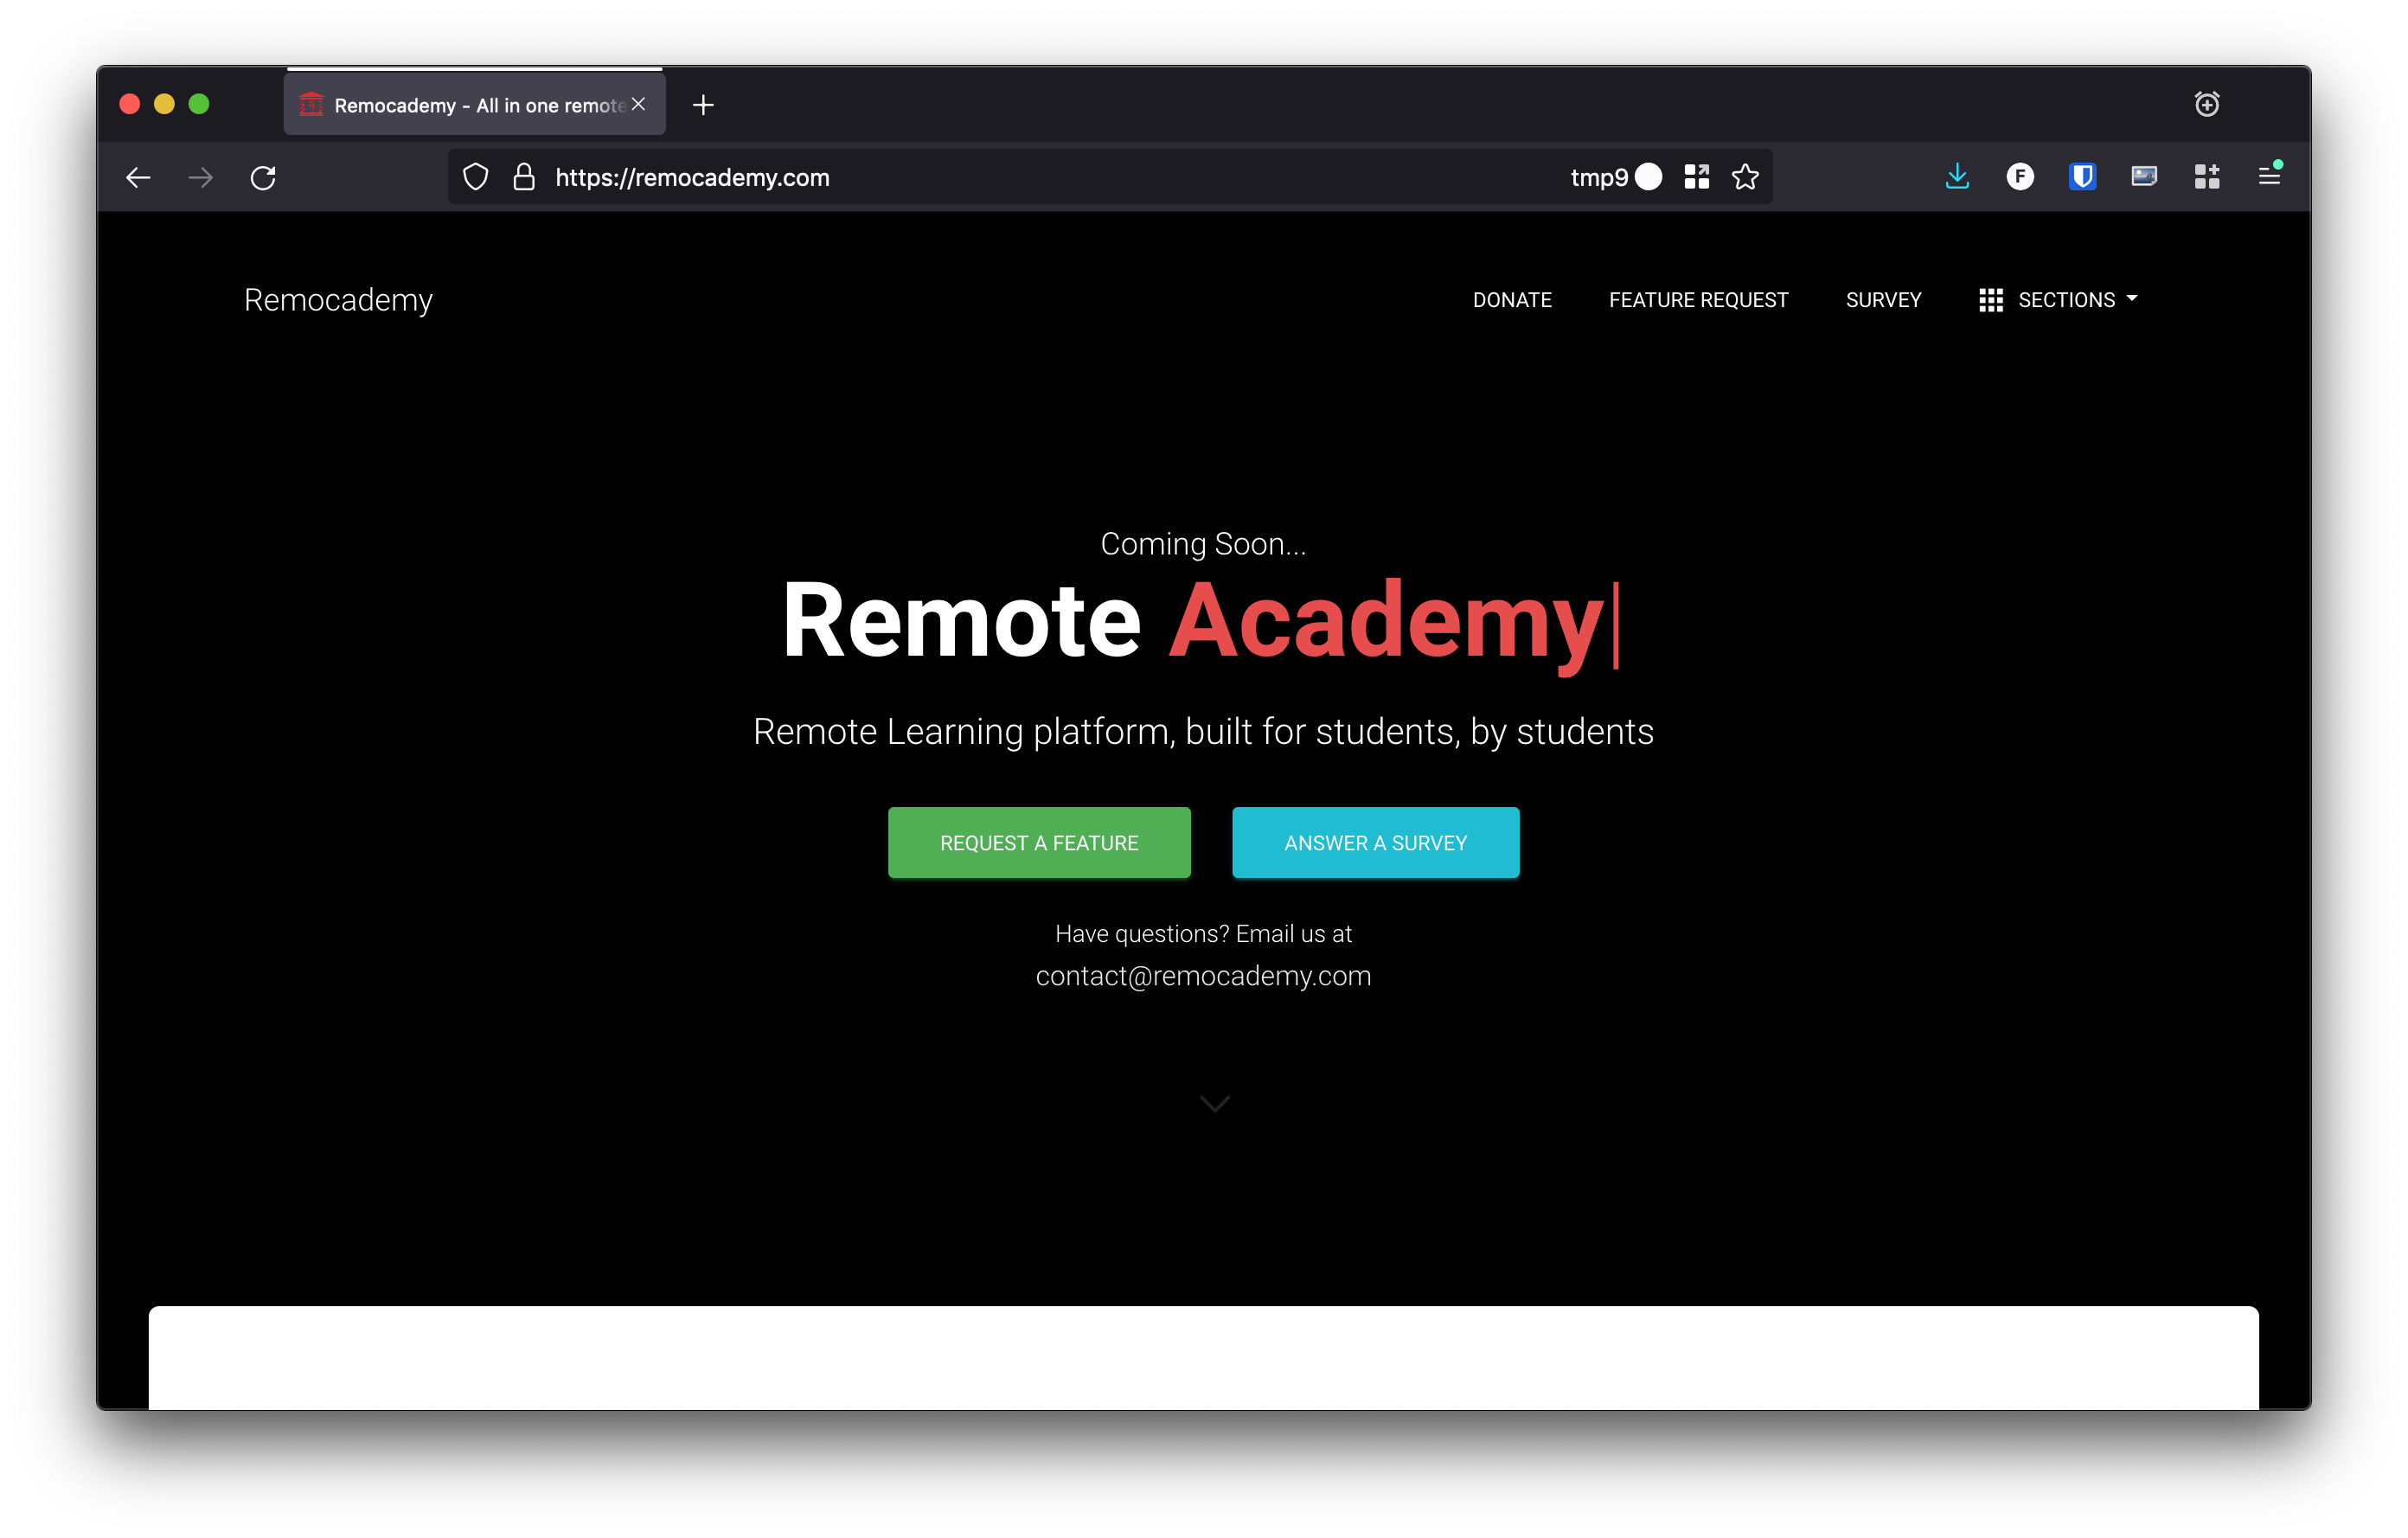 Remocademy - All in one remote
https://remocademy.com
tmp9
F
Remocademy
DONATE
FEATURE REQUEST
SURVEY
SECTIONS
Coming Soon...
Remote Academy
Remote Learning platform, built for students, by students
REQUEST A FEATURE
ANSWER A SURVEY
Have questions? Email us at
contact@remocademy.com